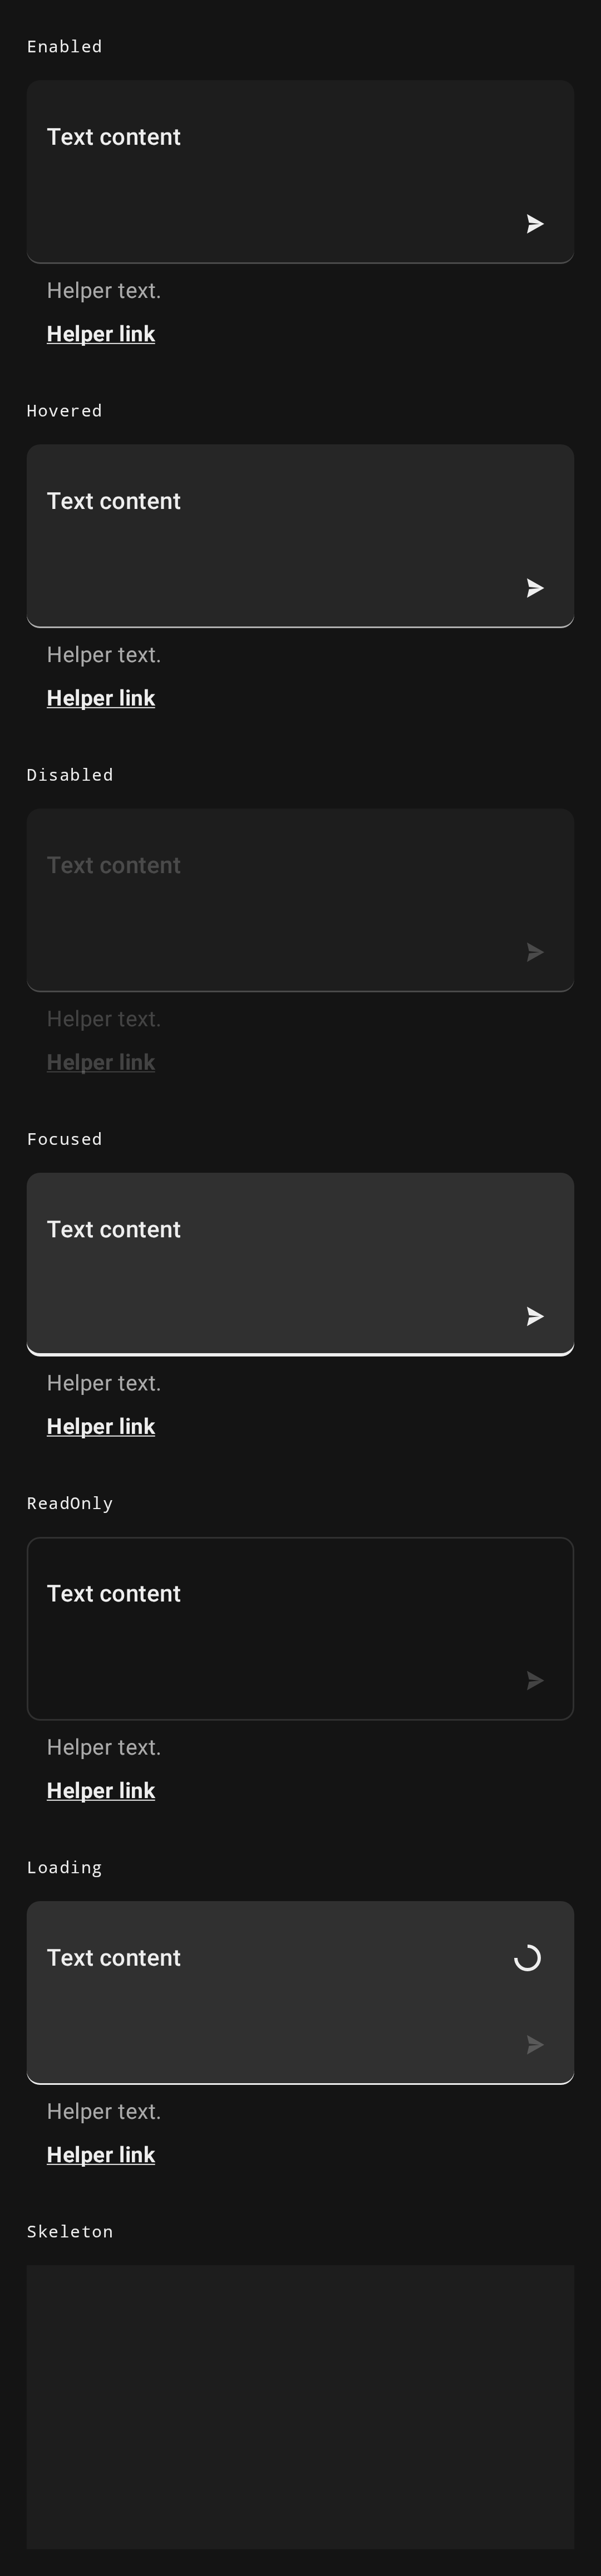 Enabled
Text content
Helper text.
Helper link
Hovered
Text content
Helper text.
Helper link
Disabled
Text content
Helper text.
Helper link
Focused
Text content
Helper text.
Helper link
ReadOnly
Text content
Helper text.
Helper link
Loading
Text content
Helper text.
Helper link
Skeleton